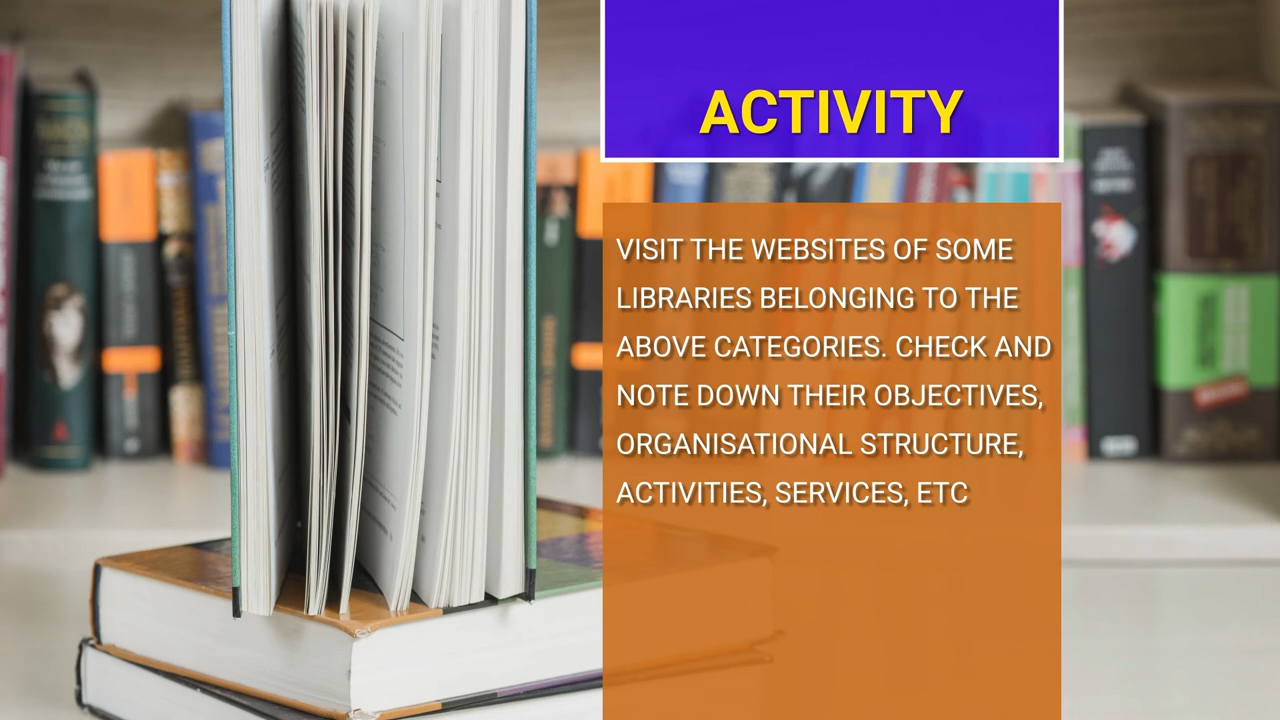 ACTIVITY
VISIT THE WEBSITES OF SOME
LIBRARIES BELONGING TO THE
ABOVE CATEGORIES. CHECK AND
NOTE DOWN THEIR OBJECTIVES,
ORGANISATIONAL STRUCTURE,
ACTIVITIES, SERVICES, ETC